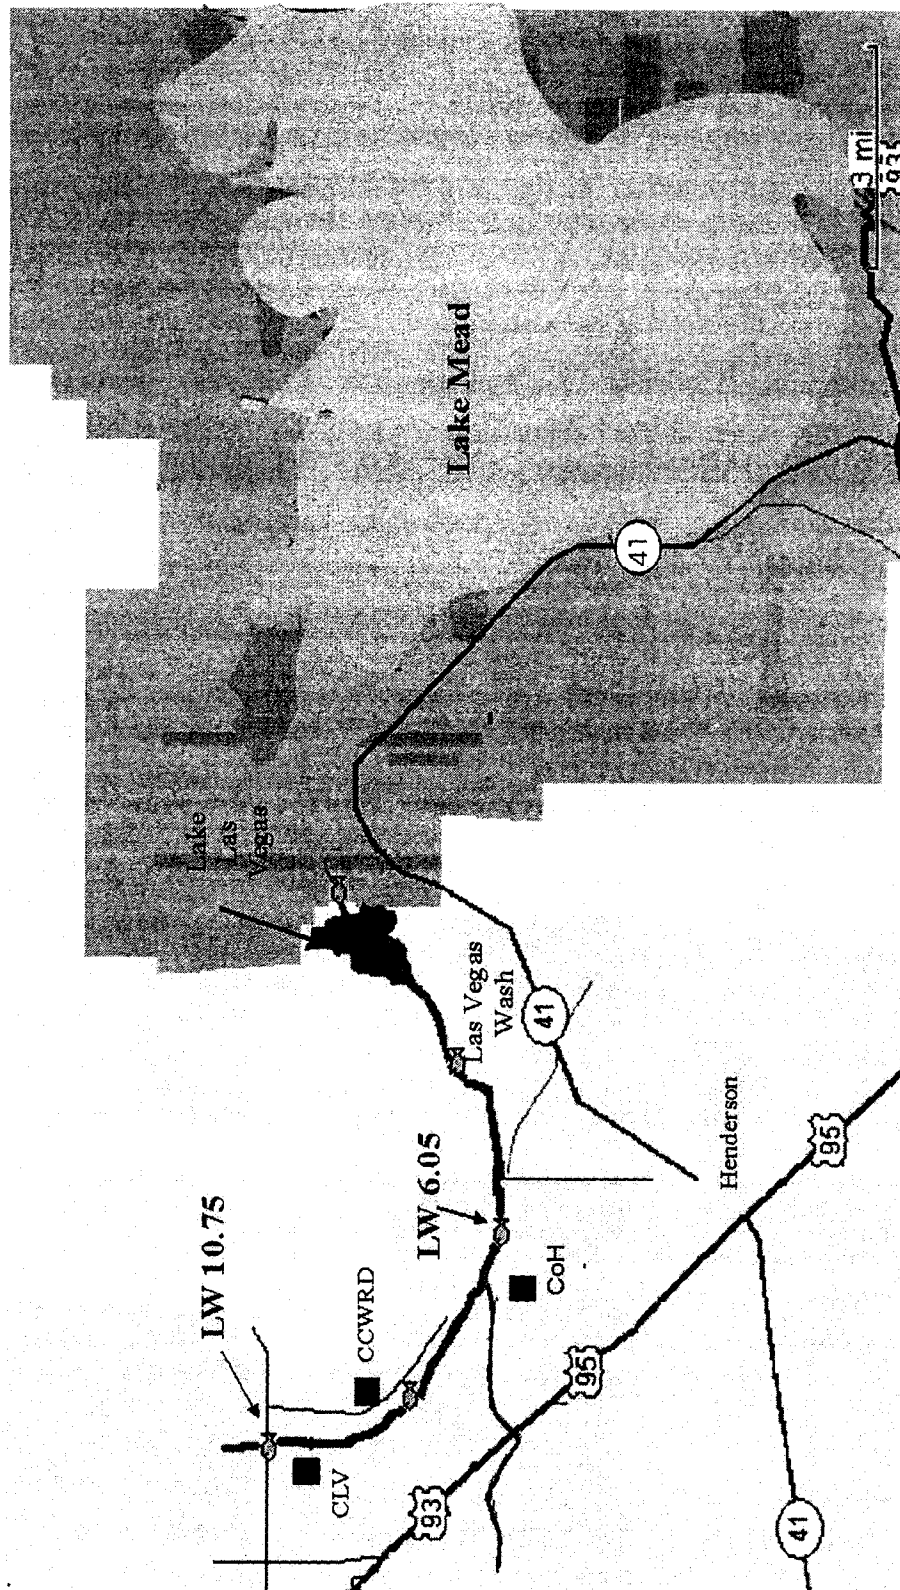 LW 10.75
CLV
CCWRD
LW 6.05
CoH
93
95
95
41
Henderson
Las Vegas
Wash
41
Lake
Las
Vegas
41
Lake Mead
3 mi